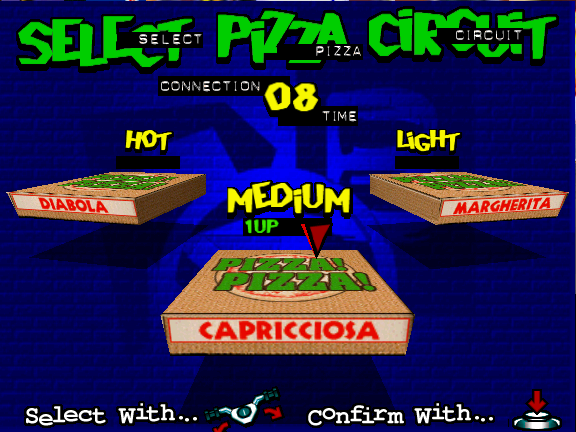 SELECT PIZZA CIRCUIT
SELECT PIZZA CIRCUIT
CONNECTION 08 TIME
HOT
LIGHT
DIABOLA
MARGHERITA
MEDIUM
1UP
PIZZA!
PIZZA!
CAPRICCIOSA
Select With... Confirm With...